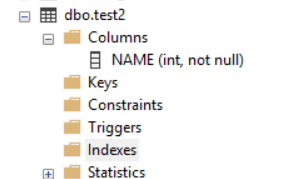 dbo.test2
Columns
NAME (int, not null)
Keys
Constraints
Triggers
Indexes
Statistics